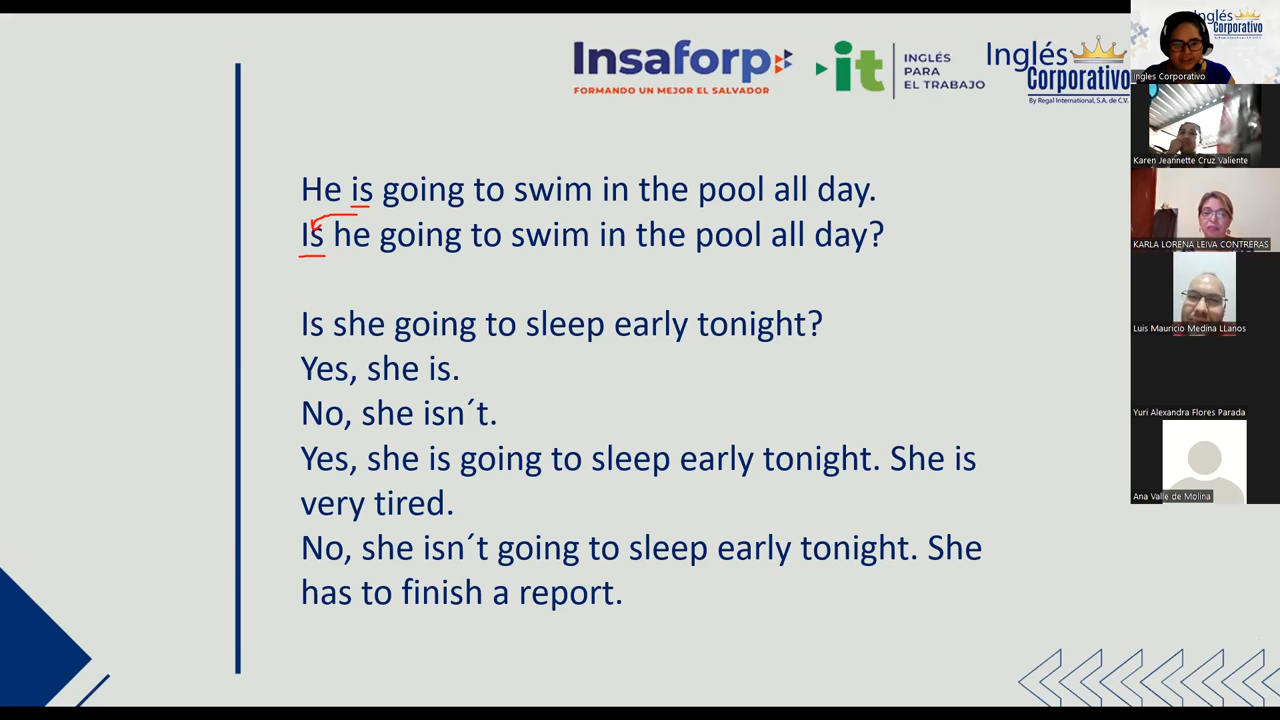 Insaforp
FORMANDO UN MEJOR EL SALVADOR
it
INGLÉS
PARA
EL TRABAJO
Inglés
Corporativo
By Regal International, S.A. de C.V.
He is going to swim in the pool all day.
Is he going to swim in the pool all day?
Is she going to sleep early tonight?
Yes, she is.
No, she isn´t.
Yes, she is going to sleep early tonight. She is
very tired.
No, she isn´t going to sleep early tonight. She
has to finish a report.
Inglés
Corporativo
Ingles Corporativo
Karen Jeannette Cruz Valiente
KARLA LORENA LEIVA CONTRERAS
Luis Mauricio Medina LLanos
Yuri Alexandra Flores Parada
Ana Valle de Molina